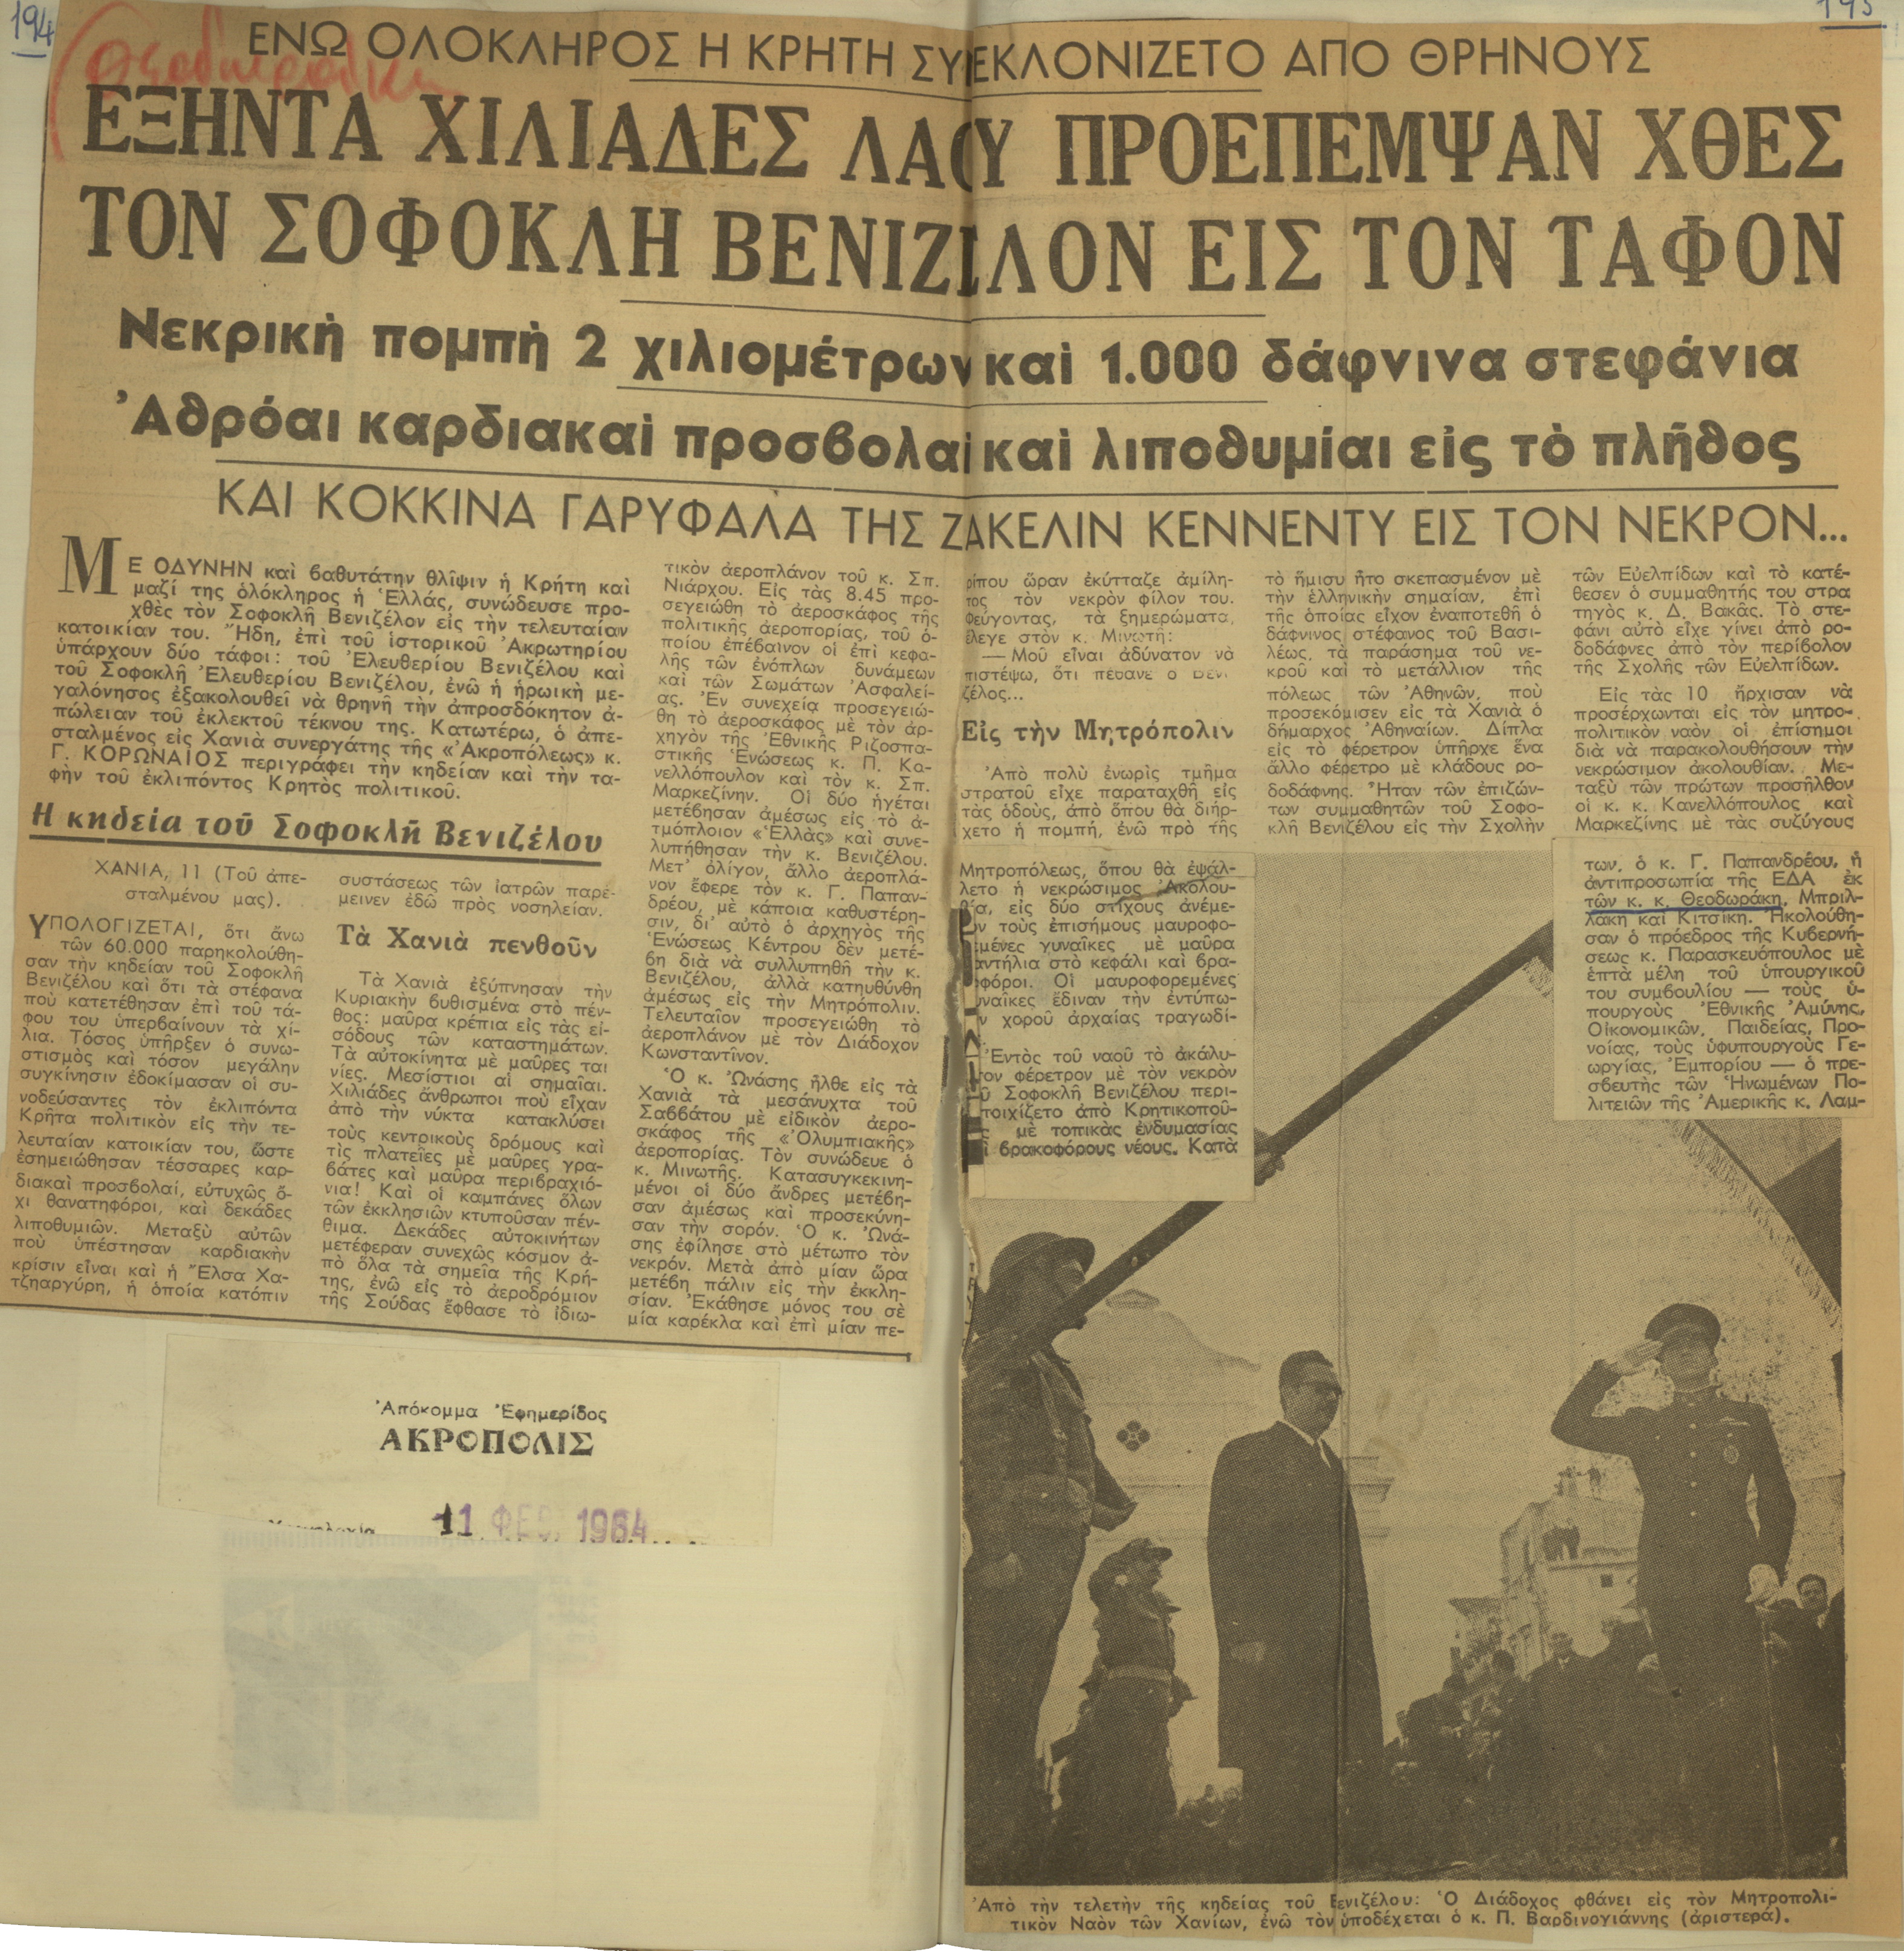 194
195
Θεοδωράκη
ΕΝΩ ΟΛΟΚΛΗΡΟΣ Η ΚΡΗΤΗ ΣΥΕΚΛΟΝΙΖΕΤΟ ΑΠΟ ΘΡΗΝΟΥΣ
ΕΞΗΝΤΑ ΧΙΛΙΑΔΕΣ ΛΑΟΥ ΠΡΟΕΠΕΜΨΑΝ ΧΘΕΣ
ΤΟΝ ΣΟΦΟΚΛΗ ΒΕΝΙΖΕΛΟΝ ΕΙΣ ΤΟΝ ΤΑΦΟΝ
Νεκρικὴ πομπὴ 2 χιλιομέτρων καὶ 1.000 δάφνινα στεφάνια
Ἀθρόαι καρδιακαὶ προσβολαὶ καὶ λιποθυμίαι εἰς τὸ πλῆθος
ΚΑΙ ΚΟΚΚΙΝΑ ΓΑΡΥΦΑΛΑ ΤΗΣ ΖΑΚΕΛΙΝ ΚΕΝΝΕΝΤΥ ΕΙΣ ΤΟΝ ΝΕΚΡΟΝ...
ΜΕ ΟΔΥΝΗΝ καὶ βαθυτάτην θλῖψιν ἡ Κρήτη καὶ
μαζί της ὁλόκληρος ἡ Ἑλλάς, συνώδευσε προ-
χθὲς τὸν Σοφοκλῆ Βενιζέλον εἰς τὴν τελευταίαν
κατοικίαν του. Ἤδη, ἐπὶ τοῦ ἱστορικοῦ Ἀκρωτηρίου
ὑπάρχουν δύο τάφοι: τοῦ Ἐλευθερίου Βενιζέλου καὶ
τοῦ Σοφοκλῆ Ἐλευθερίου Βενιζέλου, ἐνῶ ἡ ἡρωικὴ με-
γαλόνησος ἐξακολουθεῖ νὰ θρηνῆ τὴν ἀπροσδόκητον ἀ-
πώλειαν τοῦ ἐκλεκτοῦ τέκνου της. Κατωτέρω, ὁ ἀπε-
σταλμένος εἰς Χανιὰ συνεργάτης τῆς «Ἀκροπόλεως» κ.
Γ. ΚΟΡΩΝΑΙΟΣ περιγράφει τὴν κηδείαν καὶ τὴν τα-
φὴν τοῦ ἐκλιπόντος Κρητὸς πολιτικοῦ.
Η κηδεία τοῦ Σοφοκλῆ Βενιζέλου
ΧΑΝΙΑ, 11 (Τοῦ ἀπε-
σταλμένου μας).
ΥΠΟΛΟΓΙΖΕΤΑΙ, ὅτι ἄνω
τῶν 60.000 παρηκολούθη-
σαν τὴν κηδείαν τοῦ Σοφοκλῆ
Βενιζέλου καὶ ὅτι τὰ στέφανα
ποὺ κατετέθησαν ἐπὶ τοῦ τά-
φου του ὑπερβαίνουν τὰ χί-
λια. Τόσος ὑπῆρξεν ὁ συνω-
στισμὸς καὶ τόσον μεγάλην
συγκίνησιν ἐδοκίμασαν οἱ συ-
νοδεύσαντες τὸν ἐκλιπόντα
Κρῆτα πολιτικὸν εἰς τὴν τε-
λευταίαν κατοικίαν του, ὥστε
ἐσημειώθησαν τέσσαρες καρ-
διακαὶ προσβολαί, εὐτυχῶς ὄ-
χι θανατηφόροι, καὶ δεκάδες
λιποθυμιῶν. Μεταξὺ αὐτῶν
ποὺ ὑπέστησαν καρδιακὴν
κρίσιν εἶναι καὶ ἡ Ἔλσα Χα-
τζηαργύρη, ἡ ὁποία κατόπιν
συστάσεως τῶν ἰατρῶν παρέ-
μεινεν ἐδῶ πρὸς νοσηλείαν.
Τὰ Χανιὰ πενθοῦν
Τὰ Χανιὰ ἐξύπνησαν τὴν
Κυριακὴν βυθισμένα στὸ πέν-
θος: μαῦρα κρέπια εἰς τὰς εἰ-
σόδους τῶν καταστημάτων.
Τὰ αὐτοκίνητα μὲ μαῦρες ται
νίες. Μεσίστιοι αἱ σημαῖαι.
Χιλιάδες ἄνθρωποι ποὺ εἶχαν
ἀπὸ τὴν νύκτα κατακλύσει
τοὺς κεντρικοὺς δρόμους καὶ
τὶς πλατεῖες μὲ μαῦρες γρα-
βάτες καὶ μαῦρα περιβραχιό-
νια! Καὶ οἱ καμπάνες ὅλων
τῶν ἐκκλησιῶν κτυποῦσαν πέν-
θιμα. Δεκάδες αὐτοκινήτων
μετέφεραν συνεχῶς κόσμον ἀ-
πὸ ὅλα τὰ σημεῖα τῆς Κρή-
της, ἐνῶ εἰς τὸ ἀεροδρόμιον
τῆς Σούδας ἔφθασε τὸ ἰδιω-
τικὸν ἀεροπλάνον τοῦ κ. Σπ.
Νιάρχου. Εἰς τὰς 8.45 προ-
σεγειώθη τὸ ἀεροσκάφος τῆς
πολιτικῆς ἀεροπορίας, τοῦ ὁ-
ποίου ἐπέβαινον οἱ ἐπὶ κεφα-
λῆς τῶν ἐνόπλων δυνάμεων
καὶ τῶν Σωμάτων Ἀσφαλεί-
ας. Ἐν συνεχεία προσεγειώ-
θη τὸ ἀεροσκάφος μὲ τὸν ἀρ-
χηγὸν τῆς Ἐθνικῆς Ριζοσπα-
στικῆς Ἑνώσεως κ. Π. Κα-
νελλόπουλον καὶ τὸν κ. Σπ.
Μαρκεζίνην. Οἱ δύο ἡγέται
μετέβησαν ἀμέσως εἰς τὸ ἀ-
τμόπλοιον «Ἑλλὰς» καὶ συνε-
λυπήθησαν τὴν κ. Βενιζέλου.
Μετ' ὀλίγον, ἄλλο ἀεροπλά-
νον ἔφερε τὸν κ. Γ. Παπαν-
δρέου, μὲ κάποια καθυστέρη-
σιν, δι' αὐτὸ ὁ ἀρχηγὸς τῆς
Ἑνώσεως Κέντρου δὲν μετέ-
βη διὰ νὰ συλλυπηθῆ τὴν κ.
Βενιζέλου, ἀλλὰ κατηυθύνθη
ἀμέσως εἰς τὴν Μητρόπολιν.
Τελευταῖον προσεγειώθη τὸ
ἀεροπλάνον μὲ τὸν Διάδοχον
Κωνσταντῖνον.
Ὁ κ. Ὠνάσης ἦλθε εἰς τὰ
Χανιὰ τὰ μεσάνυχτα τοῦ
Σαββάτου μὲ εἰδικὸν ἀερο-
σκάφος τῆς «Ὀλυμπιακῆς»
ἀεροπορίας. Τὸν συνώδευε ὁ
κ. Μινωτῆς. Κατασυγκεκινη-
μένοι οἱ δύο ἄνδρες μετέβη-
σαν ἀμέσως καὶ προσεκύνη-
σαν τὴν σορόν. Ὁ κ. Ὠνά-
σης ἐφίλησε στὸ μέτωπο τὸν
νεκρόν. Μετὰ ἀπὸ μίαν ὥρα
μετέβη πάλιν εἰς τὴν ἐκκλη-
σίαν. Ἐκάθησε μόνος του σὲ
μία καρέκλα καὶ ἐπὶ μίαν πε-
ρίπου ὥραν ἐκύτταζε ἀμίλη-
τος τὸν νεκρὸν φίλον του.
Φεύγοντας, τὰ ξημερώματα,
ἔλεγε στὸν κ. Μινωτῆ:
— Μοῦ εἶναι ἀδύνατον νὰ
πιστέψω, ὅτι πέθανε ὁ Βενι
ζέλος...
Εἰς τὴν Μητρόπολιν
Ἀπὸ πολὺ ἐνωρὶς τμῆμα
στρατοῦ εἶχε παραταχθῆ εἰς
τὰς ὁδούς, ἀπὸ ὅπου θὰ διήρ-
χετο ἡ πομπή, ἐνῶ πρὸ τῆς
Μητροπόλεως, ὅπου θὰ ἐψάλ-
λετο ἡ νεκρώσιμος Ἀκολου-
θία, εἰς δύο στίχους ἀνέμε-
ον τοὺς ἐπισήμους μαυροφο-
εμένες γυναῖκες μὲ μαῦρα
αντήλια στὸ κεφάλι καὶ βρα-
οφόροι. Οἱ μαυροφορεμένες
υναῖκες ἔδιναν τὴν ἐντύπω-
ν χοροῦ ἀρχαίας τραγωδί-
Ἐντὸς τοῦ ναοῦ τὸ ἀκάλυ-
τον φέρετρον μὲ τὸν νεκρὸν
ῦ Σοφοκλῆ Βενιζέλου περι-
τοιχίζετο ἀπὸ Κρητικοποῦ-
ς μὲ τοπικὰς ἐνδυμασίας
ὶ βρακοφόρους νέους. Κατὰ
τὸ ἥμισυ ἦτο σκεπασμένον μὲ
τὴν ἑλληνικὴν σημαίαν, ἐπὶ
τῆς ὁποίας εἶχον ἐναποτεθῆ ὁ
δάφνινος στέφανος τοῦ Βασι-
λέως, τὰ παράσημα τοῦ νε-
κροῦ καὶ τὸ μετάλλιον τῆς
πόλεως τῶν Ἀθηνῶν, ποὺ
προσεκόμισεν εἰς τὰ Χανιὰ ὁ
δήμαρχος Ἀθηναίων. Δίπλα
εἰς τὸ φέρετρον ὑπῆρχε ἕνα
ἄλλο φέρετρο μὲ κλάδους ρο-
δοδάφνης. Ἦταν τῶν ἐπιζών-
των συμμαθητῶν τοῦ Σοφο-
κλῆ Βενιζέλου εἰς τὴν Σχολὴν
τῶν Εὐελπίδων καὶ τὸ κατέ-
θεσεν ὁ συμμαθητής του στρα
τηγὸς κ. Δ. Βακᾶς. Τὸ στε-
φάνι αὐτὸ εἶχε γίνει ἀπὸ ρο-
δοδάφνες ἀπὸ τὸν περίβολον
τῆς Σχολῆς τῶν Εὐελπίδων.
Εἰς τὰς 10 ἤρχισαν νὰ
προσέρχωνται εἰς τὸν μητρο-
πολιτικὸν ναὸν οἱ ἐπίσημοι
διὰ νὰ παρακολουθήσουν τὴν
νεκρώσιμον ἀκολουθίαν. Με-
ταξὺ τῶν πρώτων προσῆλθον
οἱ κ. κ. Κανελλόπουλος καὶ
Μαρκεζίνης μὲ τὰς συζύγους
των, ὁ κ. Γ. Παπανδρέου, ἡ
ἀντιπροσωπία τῆς ΕΔΑ ἐκ
τῶν κ. κ. Θεοδωράκη, Μπριλ-
λάκη καὶ Κιτσίκη. Ἠκολούθη-
σαν ὁ πρόεδρος τῆς Κυβερνή-
σεως κ. Παρασκευόπουλος μὲ
ἑπτὰ μέλη τοῦ ὑπουργικοῦ
του συμβουλίου — τοὺς ὑ-
πουργοὺς Ἐθνικῆς Ἀμύνης,
Οἰκονομικῶν, Παιδείας, Προ-
νοίας, τοὺς ὑφυπουργοὺς Γε-
ωργίας, Ἐμπορίου — ὁ πρε-
σβευτὴς τῶν Ἡνωμένων Πο-
λιτειῶν τῆς Ἀμερικῆς κ. Λαμ-
Ἀπόκομμα Ἐφημερίδος
ΑΚΡΟΠΟΛΙΣ
11 ΦΕΒ. 1964
Ἀπὸ τὴν τελετὴν τῆς κηδείας τοῦ Βενιζέλου: Ὁ Διάδοχος φθάνει εἰς τὸν Μητροπολι-
τικὸν Ναὸν τῶν Χανίων, ἐνῶ τὸν ὑποδέχεται ὁ κ. Π. Βαρδινογιάννης (ἀριστερά).